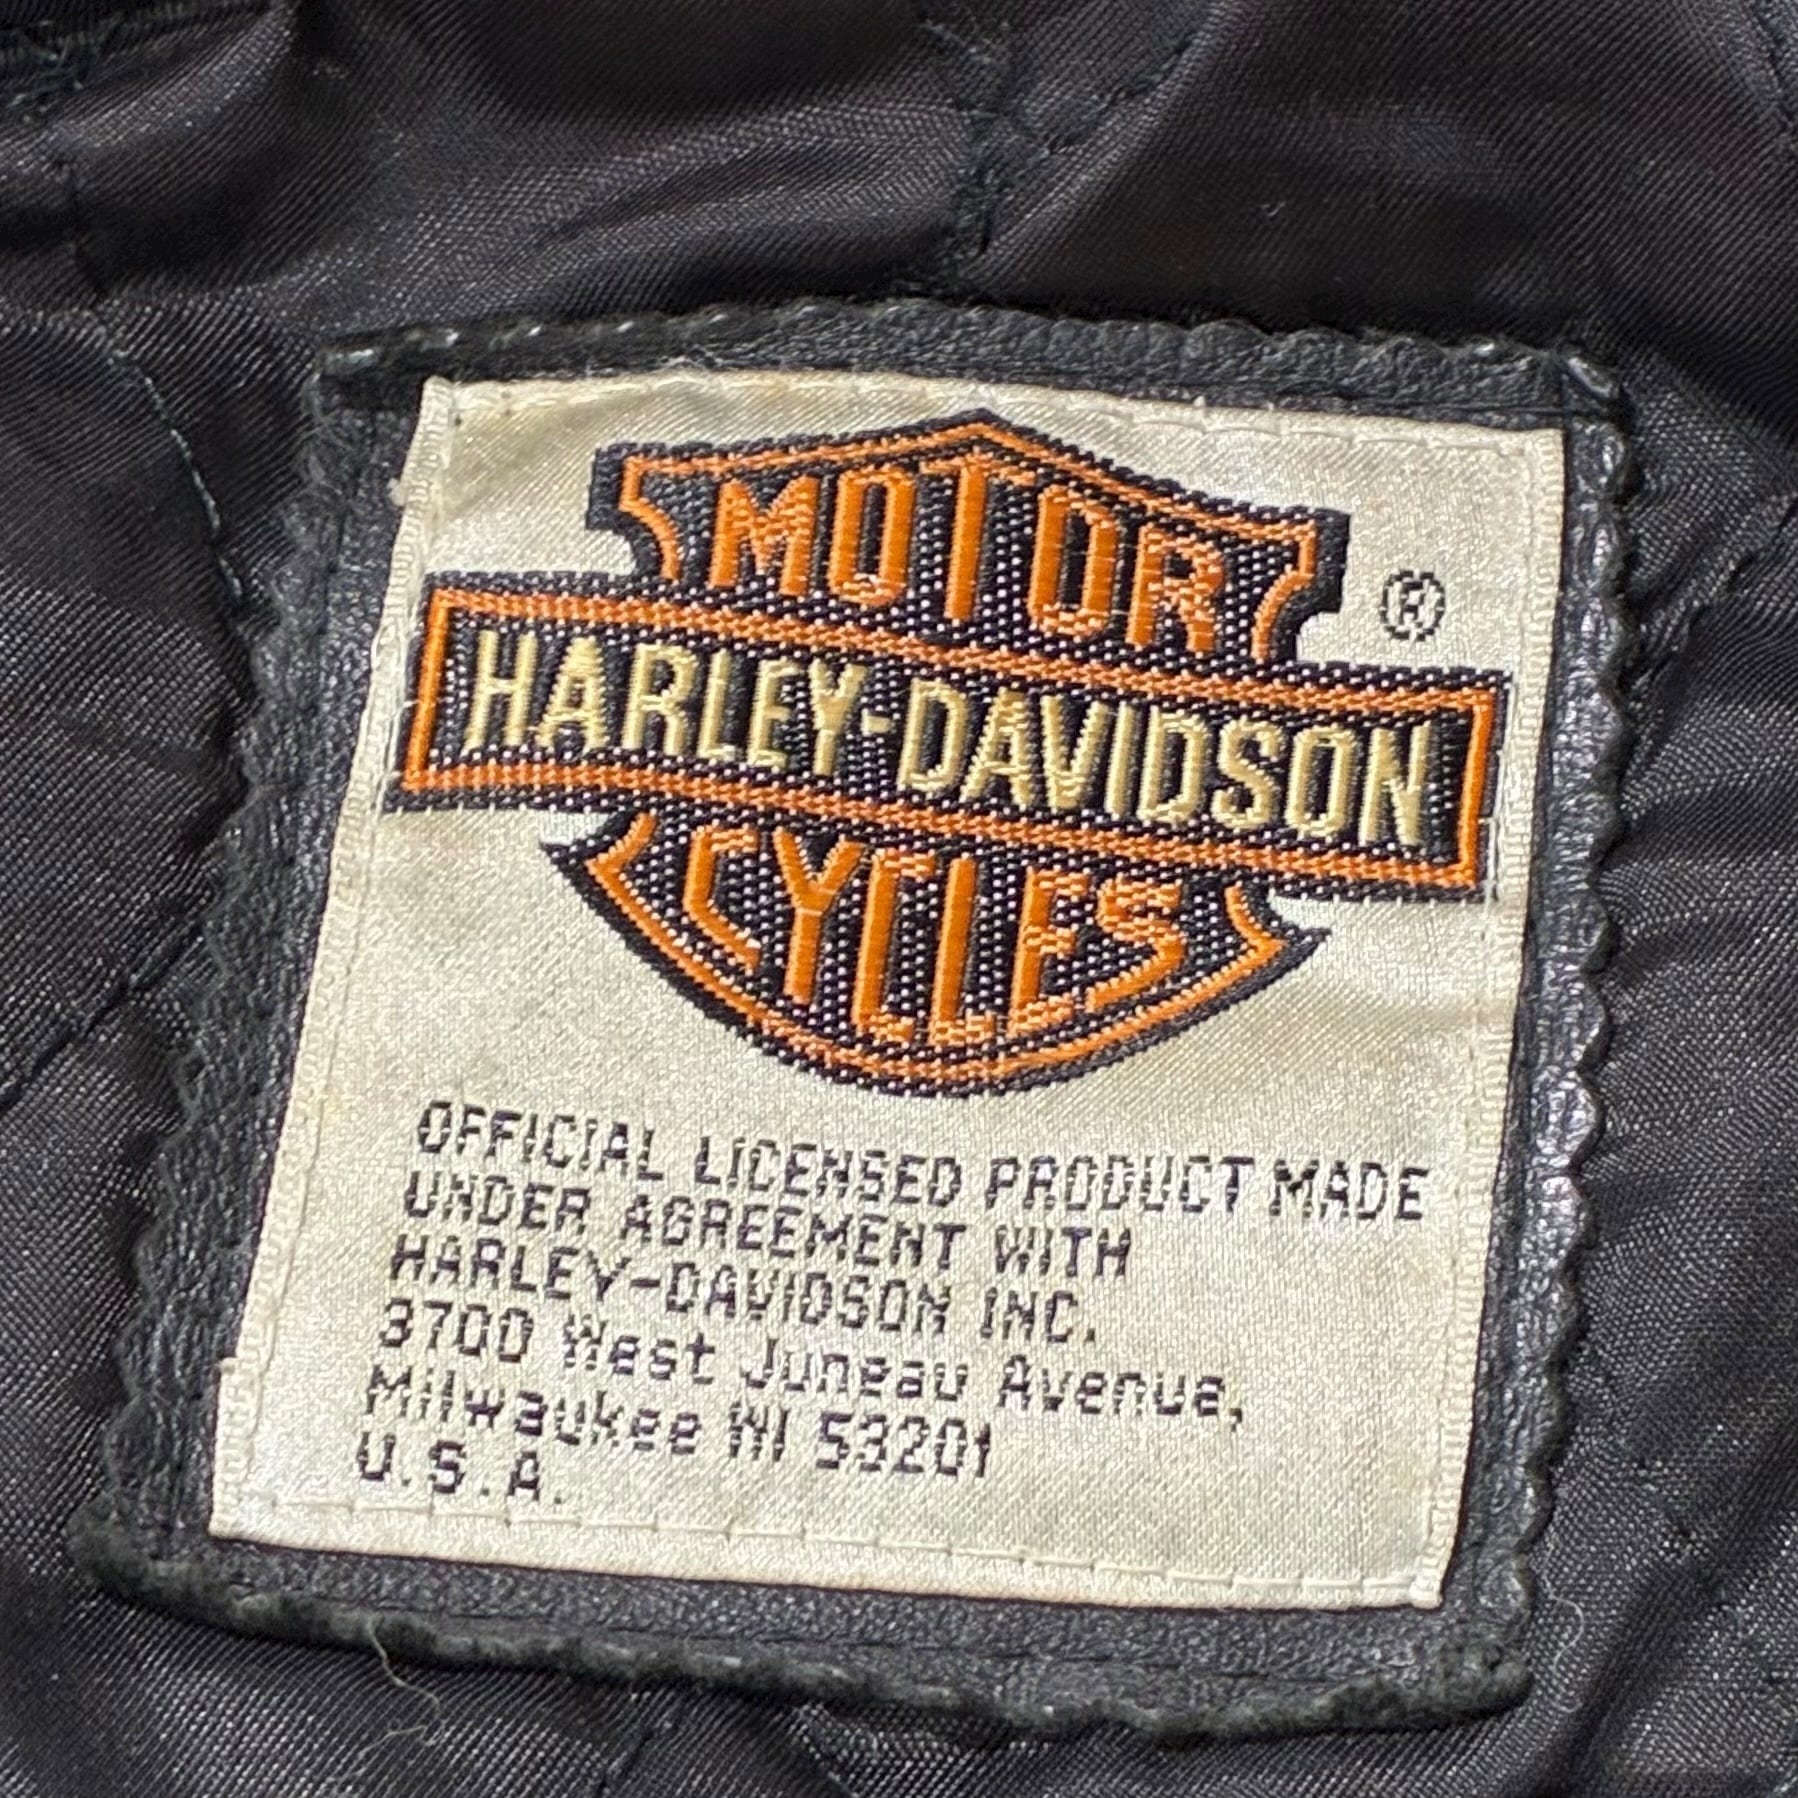 MOTOR
®
HARLEY-DAVIDSON
CYCLES
OFFICIAL LICENSED PRODUCT MADE
UNDER AGREEMENT WITH
HARLEY-DAVIDSON INC.
3700 West Juneau Avenue,
Milwaukee WI 53201
U.S.A.